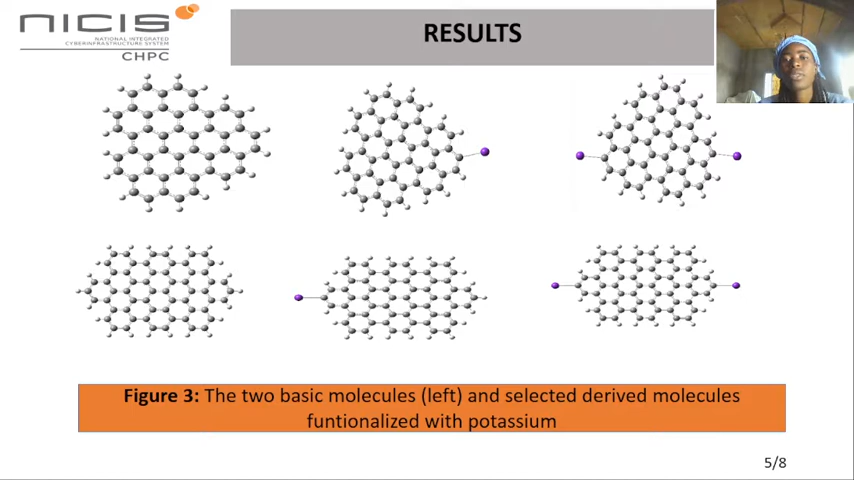 NICIS
NATIONAL INTEGRATED
CYBERINFRASTRUCTURE SYSTEM
CHPC
RESULTS
Figure 3: The two basic molecules (left) and selected derived molecules
funtionalized with potassium
5/8